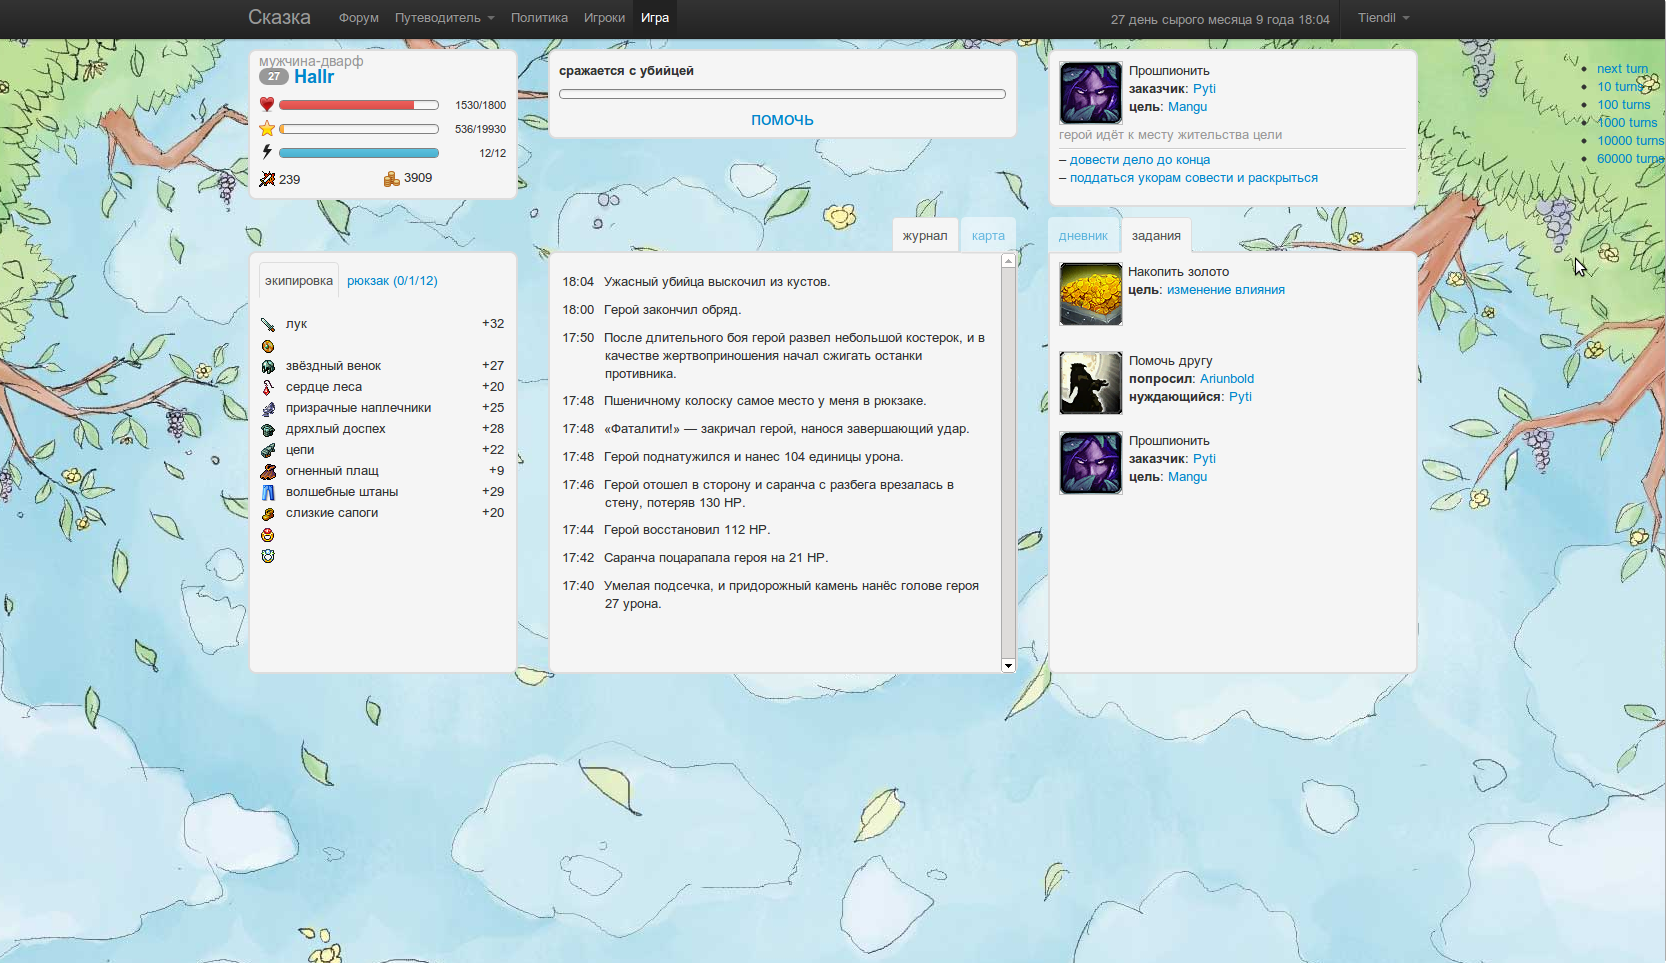 Сказка Форум Путеводитель Политика Игроки Игра 27 день сырого месяца 9 года 18:04 Tiendil
мужчина-дварф
27 Hallr
1530/1800
536/19930
12/12
239 3909
сражается с убийцей
ПОМОЧЬ
Прошпионить
заказчик: Pyti
цель: Mangu
герой идёт к месту жительства цели
– довести дело до конца
– поддаться укорам совести и раскрыться
next turn
10 turns
100 turns
1000 turns
10000 turns
60000 turns
экипировка рюкзак (0/1/12)
лук +32
звёздный венок +27
сердце леса +20
призрачные наплечники +25
дряхлый доспех +28
цепи +22
огненный плащ +9
волшебные штаны +29
слизкие сапоги +20
журнал карта
18:04 Ужасный убийца выскочил из кустов.
18:00 Герой закончил обряд.
17:50 После длительного боя герой развел небольшой костерок, и в
качестве жертвоприношения начал сжигать останки
противника.
17:48 Пшеничному колоску самое место у меня в рюкзаке.
17:48 «Фаталити!» — закричал герой, нанося завершающий удар.
17:48 Герой поднатужился и нанес 104 единицы урона.
17:46 Герой отошел в сторону и саранча с разбега врезалась в
стену, потеряв 130 HP.
17:44 Герой восстановил 112 HP.
17:42 Саранча поцарапала героя на 21 HP.
17:40 Умелая подсечка, и придорожный камень нанёс голове героя
27 урона.
дневник задания
Накопить золото
цель: изменение влияния
Помочь другу
попросил: Ariunbold
нуждающийся: Pyti
Прошпионить
заказчик: Pyti
цель: Mangu